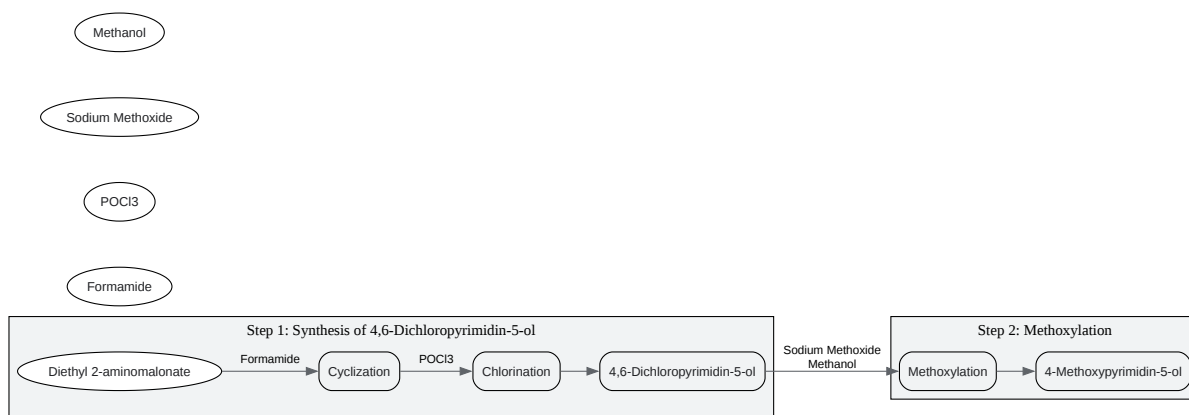 Methanol
Sodium Methoxide
POCl3
Formamide
Step 1: Synthesis of 4,6-Dichloropyrimidin-5-ol
Diethyl 2-aminomalonate
Formamide
Cyclization
POCl3
Chlorination
4,6-Dichloropyrimidin-5-ol
Sodium Methoxide
Methanol
Step 2: Methoxylation
Methoxylation
4-Methoxypyrimidin-5-ol